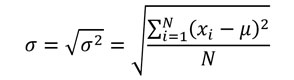 σ = √σ² = √(∑ᵢ₌₁ᴺ (xᵢ − μ)² / N)